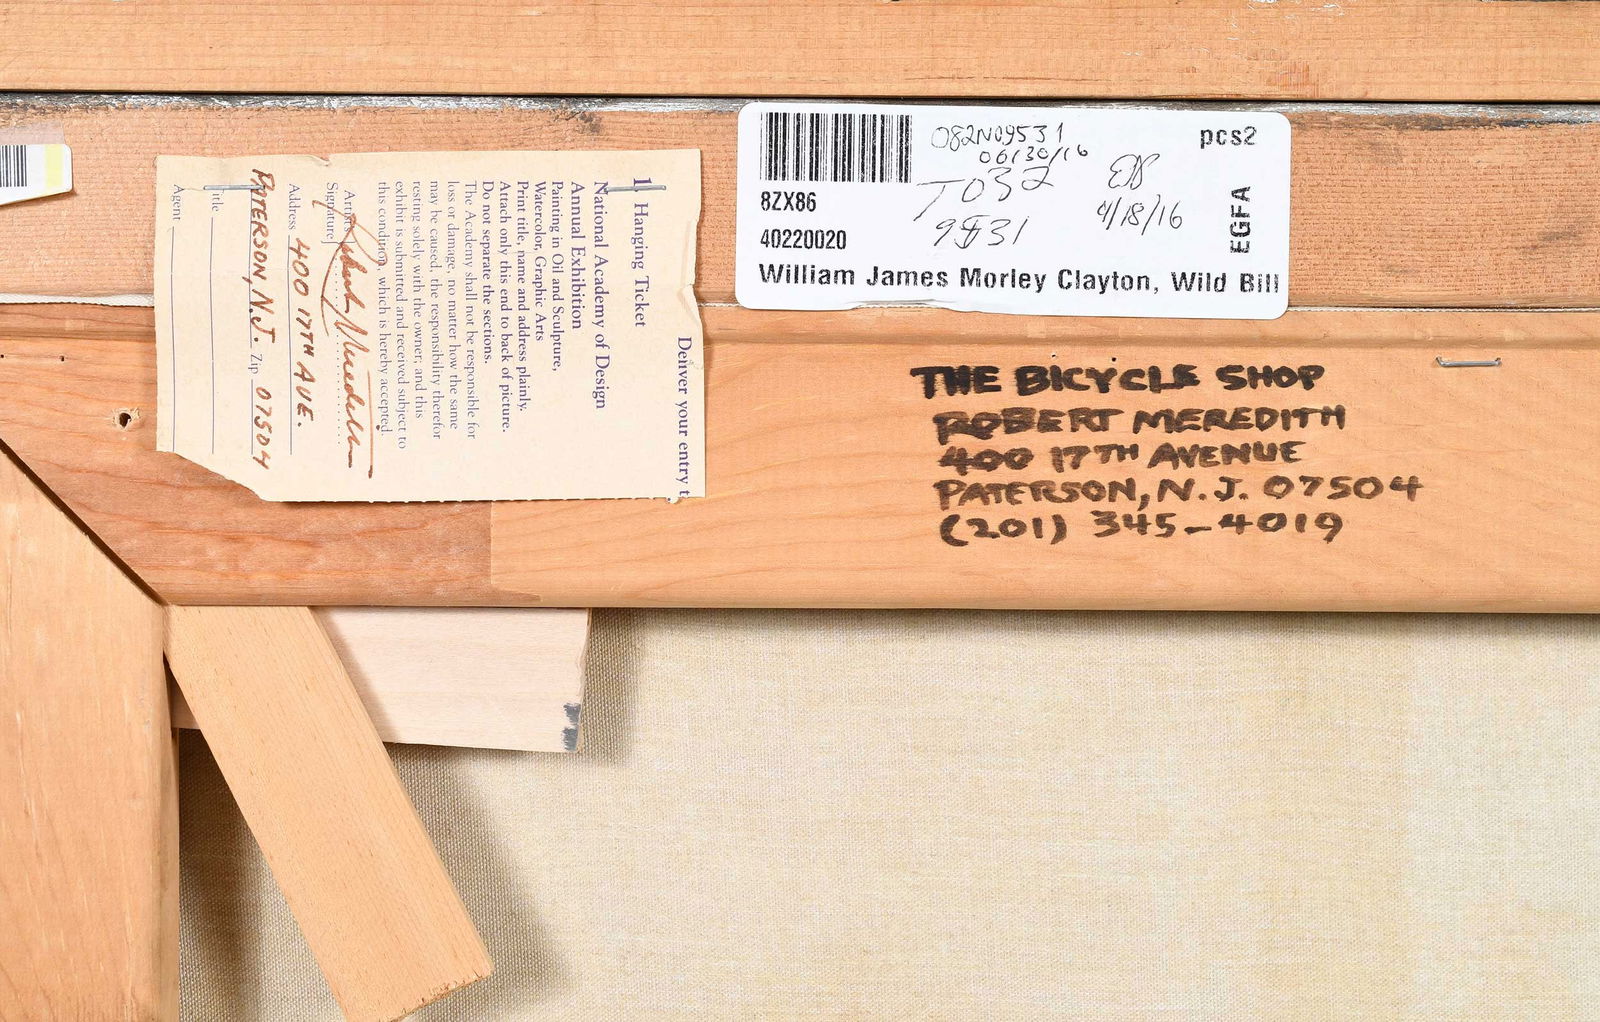 082N09531
06/30/16
pcs2
T032
9531
4/18/16
8ZX86
40220020
EGFA
William James Morley Clayton, Wild Bill
THE BICYCLE SHOP
ROBERT MEREDITH
400 17TH AVENUE
PATERSON, N.J. 07504
(201) 345-4019
Deliver your entry t
1 Hanging Ticket
National Academy of Design
Annual Exhibition
Painting in Oil and Sculpture,
Watercolor, Graphic Arts
Print title, name and address plainly.
Attach only this end to back of picture.
Do not separate the sections.
The Academy shall not be responsible for
loss or damage, no matter how the same
may be caused, the responsibility therefor
resting solely with the owner; and this
exhibit is submitted and received subject to
this condition, which is hereby accepted.
Artist's
Signature Robert Meredith
Address 400 17TH AVE.
PATERSON, N.J. Zip 07504
Title
Agent